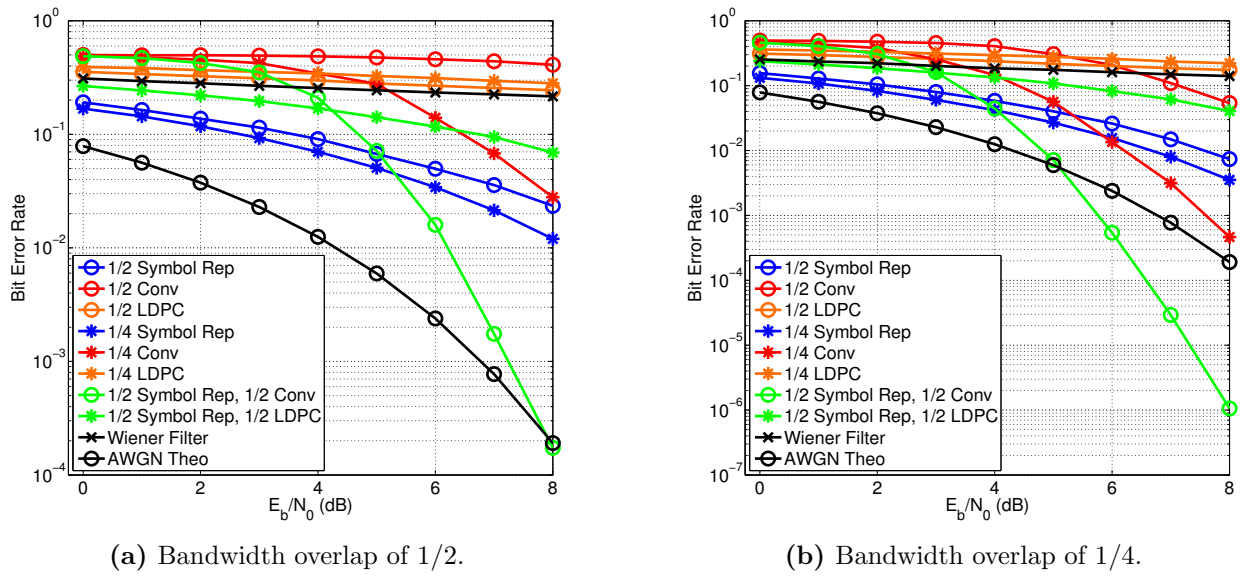 10^0
10^-1
10^-2
10^-3
10^-4
Bit Error Rate
0 2 4 6 8
E_b/N_0 (dB)
1/2 Symbol Rep
1/2 Conv
1/2 LDPC
1/4 Symbol Rep
1/4 Conv
1/4 LDPC
1/2 Symbol Rep, 1/2 Conv
1/2 Symbol Rep, 1/2 LDPC
Wiener Filter
AWGN Theo
(a) Bandwidth overlap of 1/2.
10^0
10^-1
10^-2
10^-3
10^-4
10^-5
10^-6
10^-7
Bit Error Rate
0 2 4 6 8
E_b/N_0 (dB)
1/2 Symbol Rep
1/2 Conv
1/2 LDPC
1/4 Symbol Rep
1/4 Conv
1/4 LDPC
1/2 Symbol Rep, 1/2 Conv
1/2 Symbol Rep, 1/2 LDPC
Wiener Filter
AWGN Theo
(b) Bandwidth overlap of 1/4.